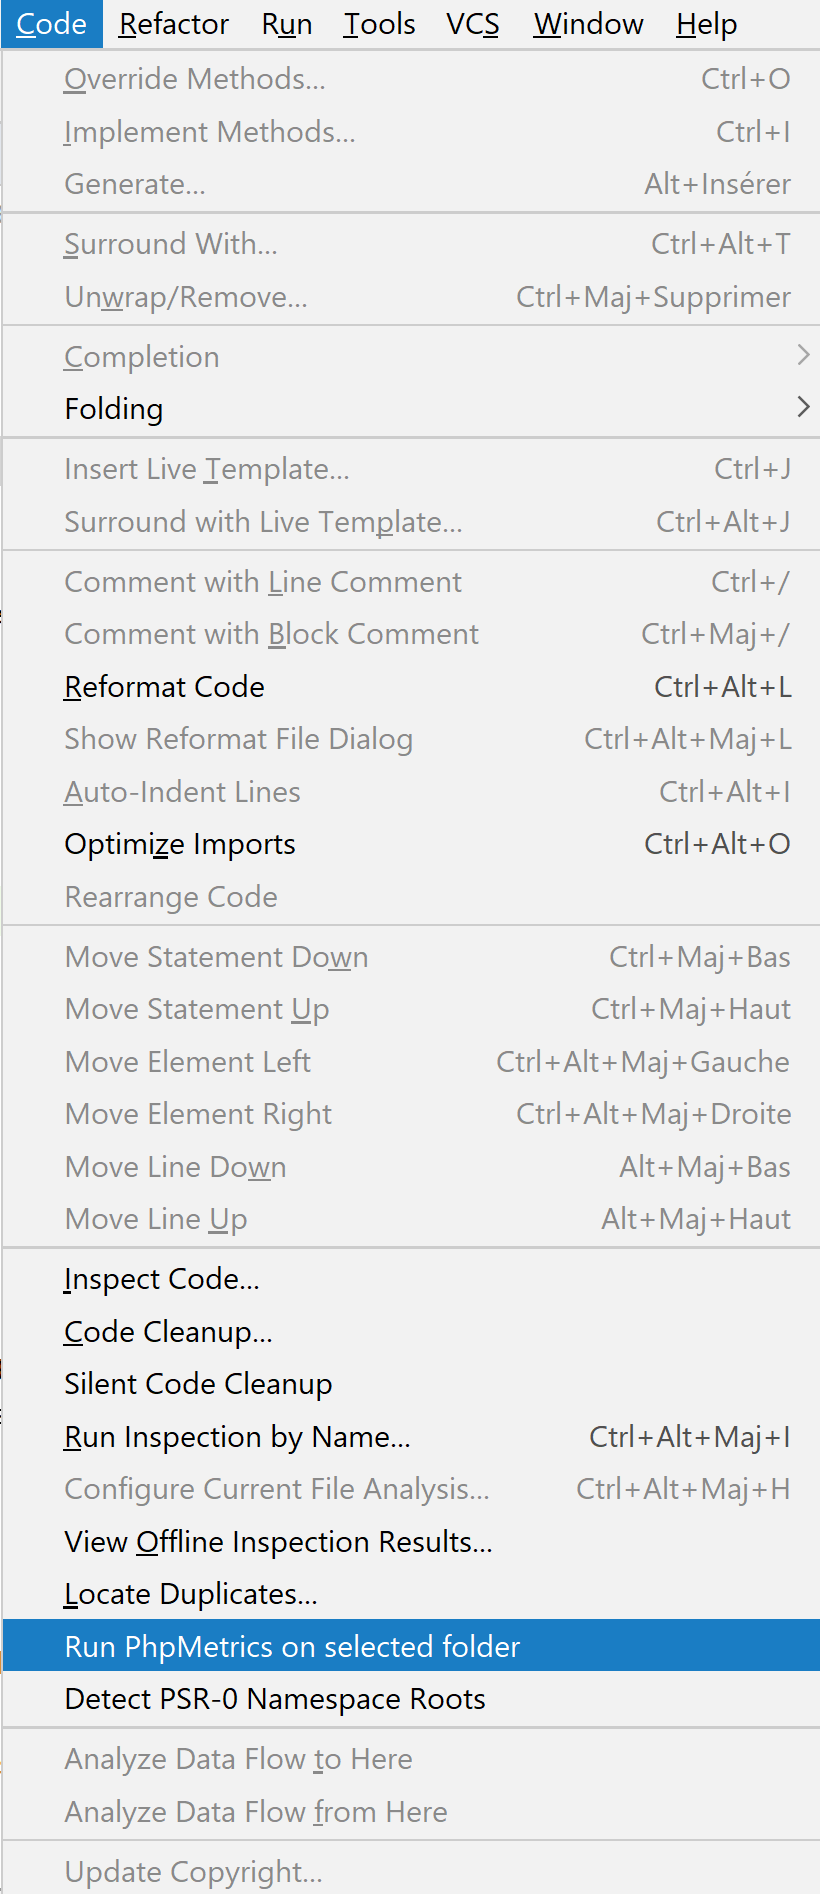 Code Refactor Run Tools VCS Window Help
Override Methods... Ctrl+O
Implement Methods... Ctrl+I
Generate... Alt+Insérer
Surround With... Ctrl+Alt+T
Unwrap/Remove... Ctrl+Maj+Supprimer
Completion
Folding
Insert Live Template... Ctrl+J
Surround with Live Template... Ctrl+Alt+J
Comment with Line Comment Ctrl+/
Comment with Block Comment Ctrl+Maj+/
Reformat Code Ctrl+Alt+L
Show Reformat File Dialog Ctrl+Alt+Maj+L
Auto-Indent Lines Ctrl+Alt+I
Optimize Imports Ctrl+Alt+O
Rearrange Code
Move Statement Down Ctrl+Maj+Bas
Move Statement Up Ctrl+Maj+Haut
Move Element Left Ctrl+Alt+Maj+Gauche
Move Element Right Ctrl+Alt+Maj+Droite
Move Line Down Alt+Maj+Bas
Move Line Up Alt+Maj+Haut
Inspect Code...
Code Cleanup...
Silent Code Cleanup
Run Inspection by Name... Ctrl+Alt+Maj+I
Configure Current File Analysis... Ctrl+Alt+Maj+H
View Offline Inspection Results...
Locate Duplicates...
Run PhpMetrics on selected folder
Detect PSR-0 Namespace Roots
Analyze Data Flow to Here
Analyze Data Flow from Here
Update Copyright...